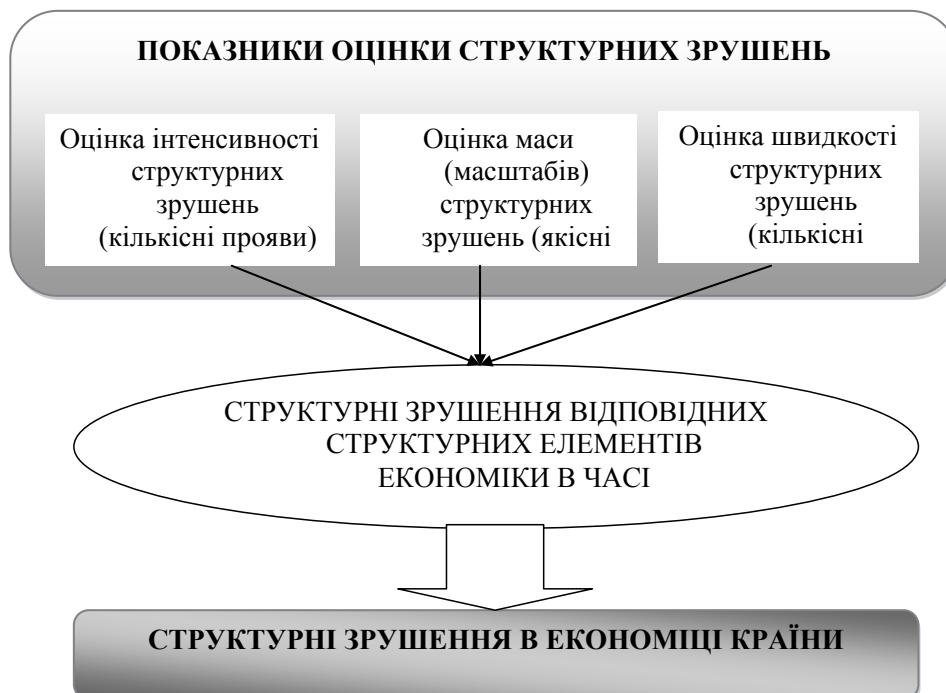 ПОКАЗНИКИ ОЦІНКИ СТРУКТУРНИХ ЗРУШЕНЬ
Оцінка інтенсивності
структурних
зрушень
(кількісні прояви)
Оцінка маси
(масштабів)
структурних
зрушень (якісні
Оцінка швидкості
структурних
зрушень
(кількісні
СТРУКТУРНІ ЗРУШЕННЯ ВІДПОВІДНИХ
СТРУКТУРНИХ ЕЛЕМЕНТІВ
ЕКОНОМІКИ В ЧАСІ
СТРУКТУРНІ ЗРУШЕННЯ В ЕКОНОМІЦІ КРАЇНИ